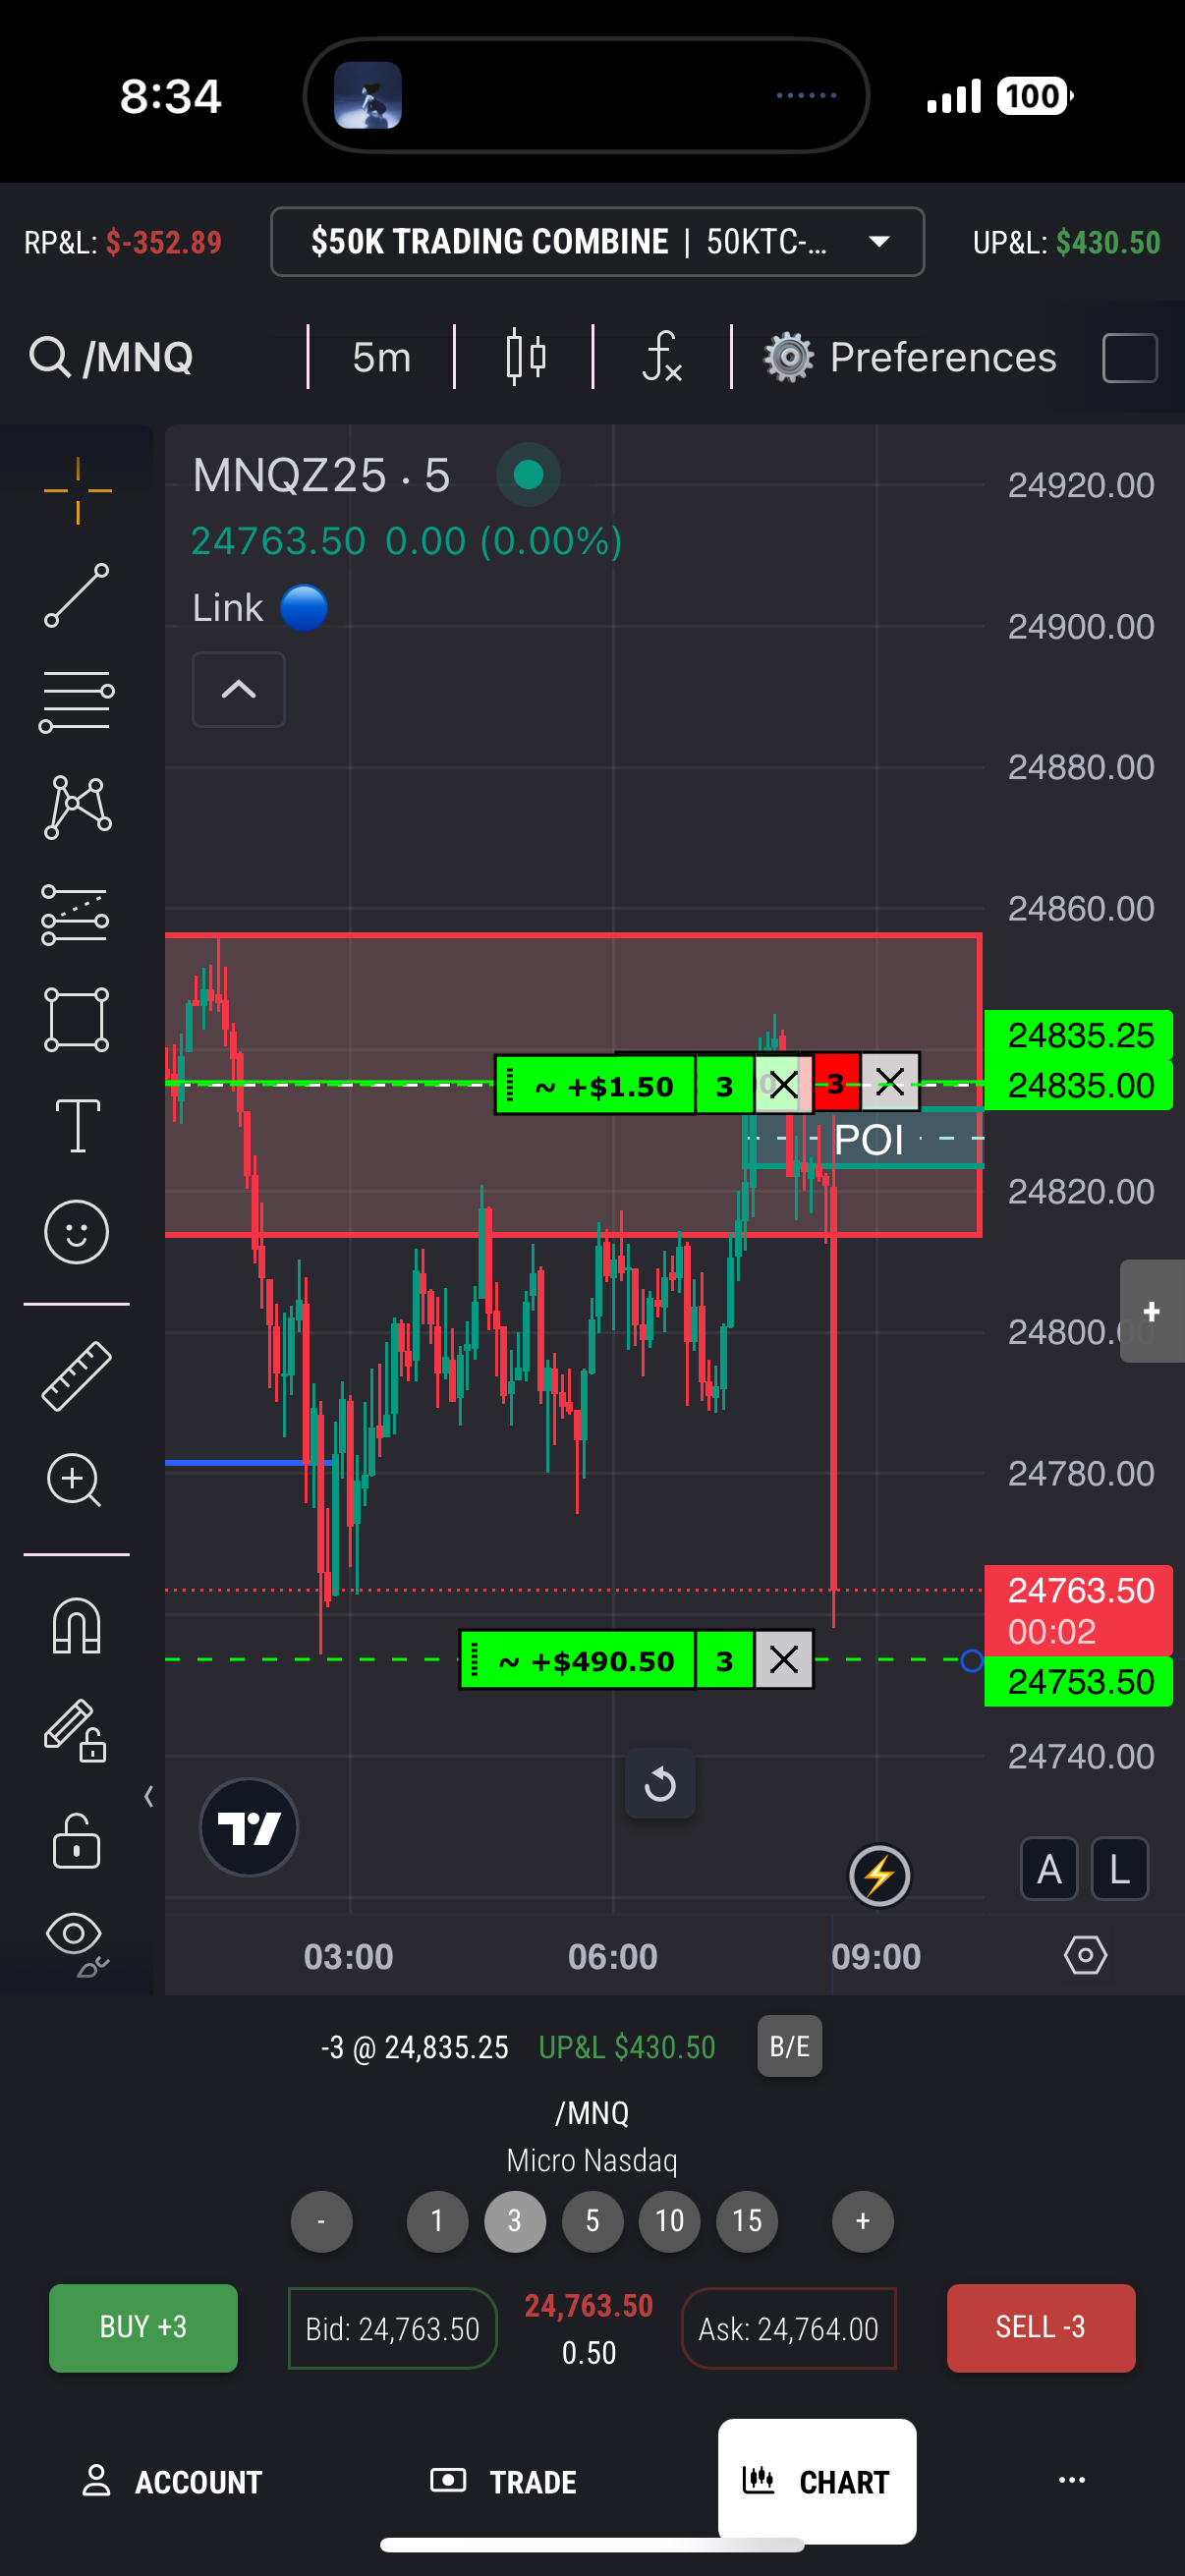 8:34
100
RP&L: $-352.89
$50K TRADING COMBINE | 50KTC-...
UP&L: $430.50
/MNQ
5m
Preferences
MNQZ25 · 5
24763.50 0.00 (0.00%)
Link
24920.00
24900.00
24880.00
24860.00
24835.25
24835.00
~ +$1.50 3
3
POI
24820.00
24800.00
+
24780.00
24763.50
00:02
~ +$490.50 3
24753.50
24740.00
A L
03:00 06:00 09:00
-3 @ 24,835.25 UP&L $430.50 B/E
/MNQ
Micro Nasdaq
- 1 3 5 10 15 +
BUY +3
Bid: 24,763.50
24,763.50
0.50
Ask: 24,764.00
SELL -3
ACCOUNT
TRADE
CHART
...